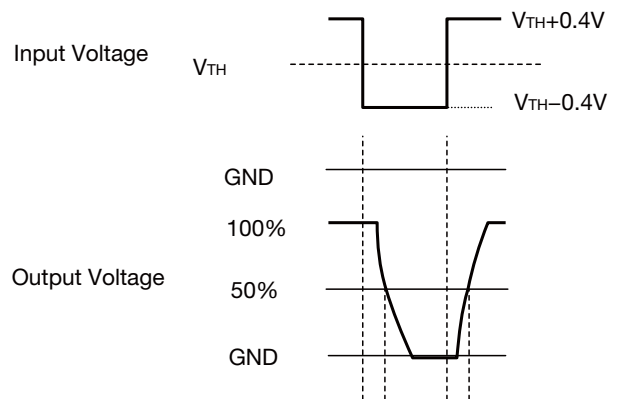 VTH+0.4V
Input Voltage
VTH
VTH−0.4V
GND
100%
Output Voltage
50%
GND